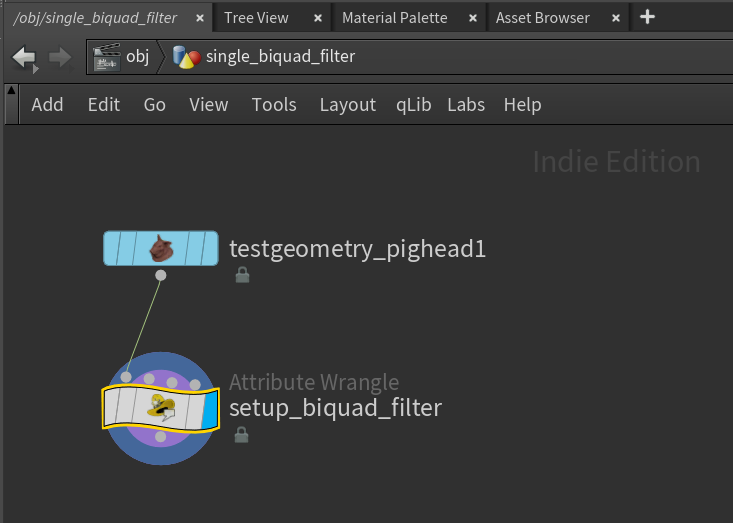 /obj/single_biquad_filter × Tree View × Material Palette × Asset Browser × +
obj single_biquad_filter
Add Edit Go View Tools Layout qLib Labs Help
Indie Edition
testgeometry_pighead1
Attribute Wrangle
setup_biquad_filter